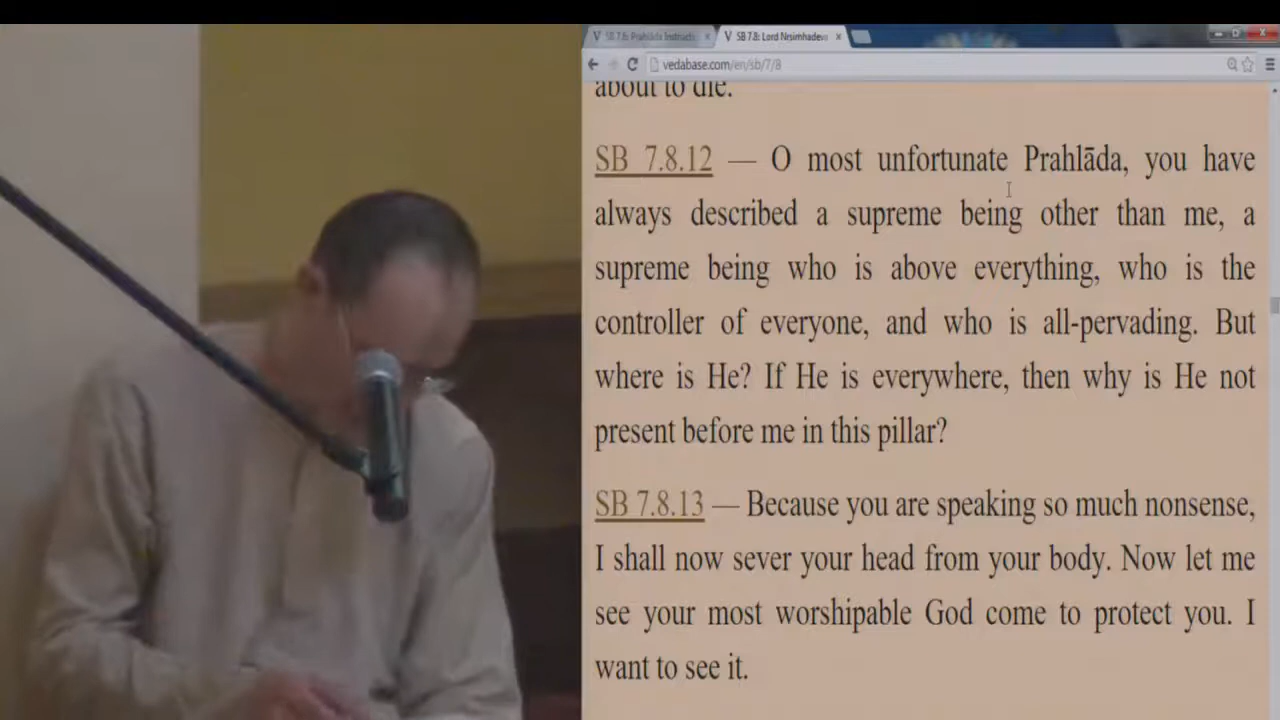 SB 7.8: Lord Nrsimhadeva
vedabase.com/en/sb/7/8
about to die.
SB 7.8.12 — O most unfortunate Prahlāda, you have
always described a supreme being other than me, a
supreme being who is above everything, who is the
controller of everyone, and who is all-pervading. But
where is He? If He is everywhere, then why is He not
present before me in this pillar?
SB 7.8.13 — Because you are speaking so much nonsense,
I shall now sever your head from your body. Now let me
see your most worshipable God come to protect you. I
want to see it.